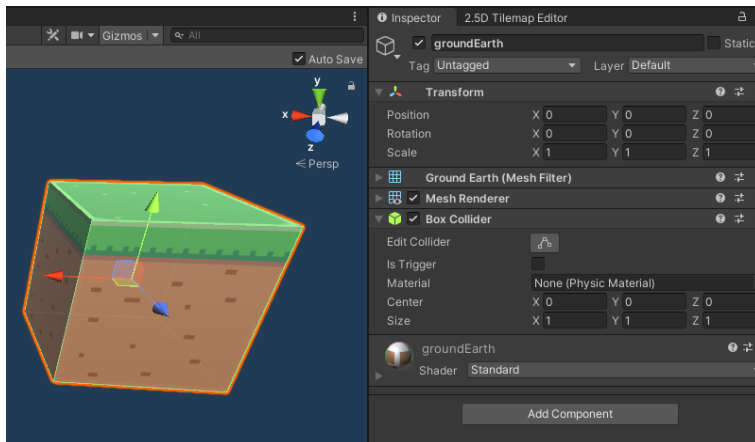 Inspector 2.5D Tilemap Editor
Gizmos All
groundEarth Static
Auto Save
Tag Untagged Layer Default
y
x
z
Persp
Transform
Position X 0 Y 0 Z 0
Rotation X 0 Y 0 Z 0
Scale X 1 Y 1 Z 1
Ground Earth (Mesh Filter)
Mesh Renderer
Box Collider
Edit Collider
Is Trigger
Material None (Physic Material)
Center X 0 Y 0 Z 0
Size X 1 Y 1 Z 1
groundEarth
Shader Standard
Add Component